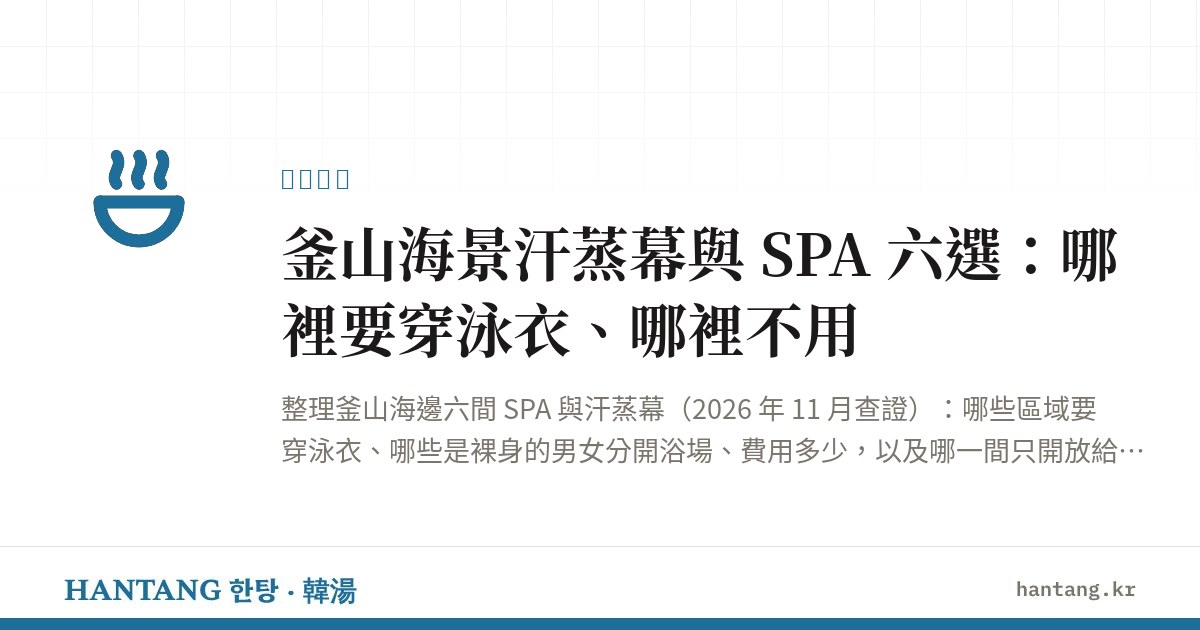 釜山海景汗蒸幕與 SPA 六選：哪
裡要穿泳衣、哪裡不用
整理釜山海邊六間 SPA 與汗蒸幕（2026 年 11 月查證）：哪些區域要
穿泳衣、哪些是裸身的男女分開浴場、費用多少，以及哪一間只開放給…
HANTANG 한탕 · 韓湯
hantang.kr